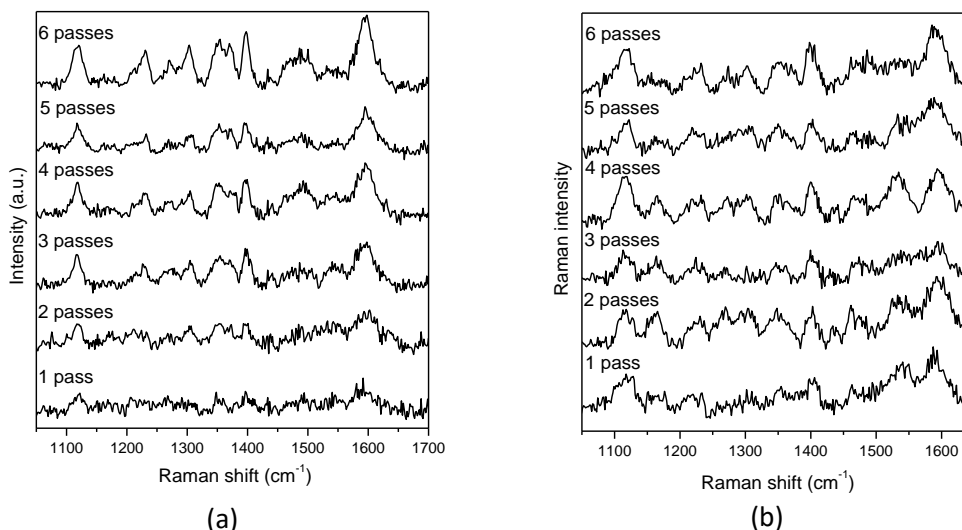 6 passes
5 passes
4 passes
3 passes
2 passes
1 pass
Intensity (a.u.)
1100 1200 1300 1400 1500 1600 1700
Raman shift (cm⁻¹)
(a)
6 passes
5 passes
4 passes
3 passes
2 passes
1 pass
Raman intensity
1100 1200 1300 1400 1500 1600
Raman shift (cm⁻¹)
(b)